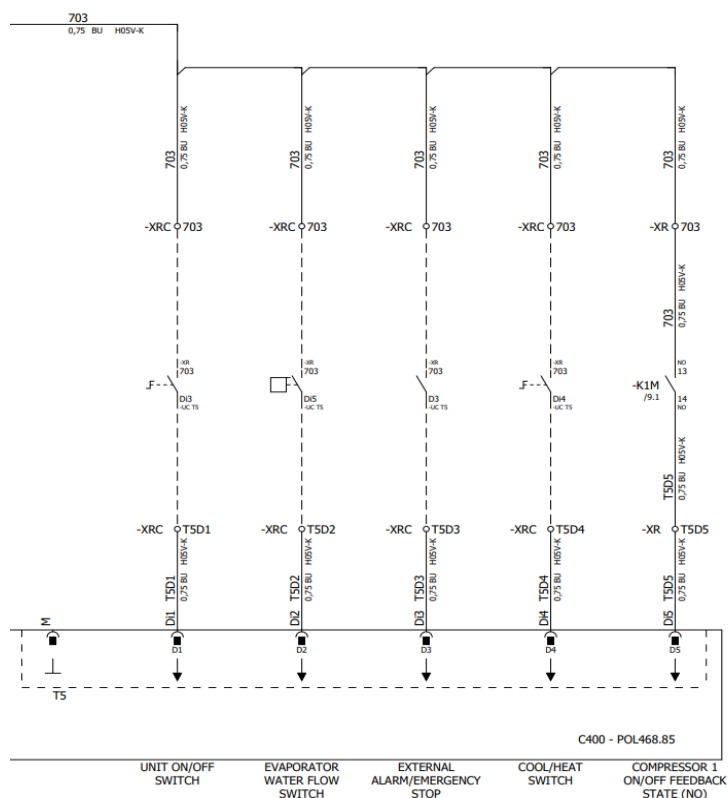 703
0,75 BU H05V-K
703
0,75 BU H05V-K
703
0,75 BU H05V-K
703
0,75 BU H05V-K
703
0,75 BU H05V-K
703
0,75 BU H05V-K
-XRC 703
-XRC 703
-XRC 703
-XRC 703
-XR 703
703
0,75 BU H05V-K
-XR
703
Di3
-UC T5
-XR
703
Di5
-UC T5
-XR
703
D3
-UC T5
-XR
703
Di4
-UC T5
NO
13
-K1M
/9.1
14
NO
T5D5
0,75 BU H05V-K
-XRC T5D1
-XRC T5D2
-XRC T5D3
-XRC T5D4
-XR T5D5
T5D1
0,75 BU H05V-K
T5D2
0,75 BU H05V-K
T5D3
0,75 BU H05V-K
T5D4
0,75 BU H05V-K
T5D5
0,75 BU H05V-K
M
Di1
Di2
Di3
Di4
Di5
D1
D2
D3
D4
D5
T5
C400 - POL468.85
UNIT ON/OFF
SWITCH
EVAPORATOR
WATER FLOW
SWITCH
EXTERNAL
ALARM/EMERGENCY
STOP
COOL/HEAT
SWITCH
COMPRESSOR 1
ON/OFF FEEDBACK
STATE (NO)